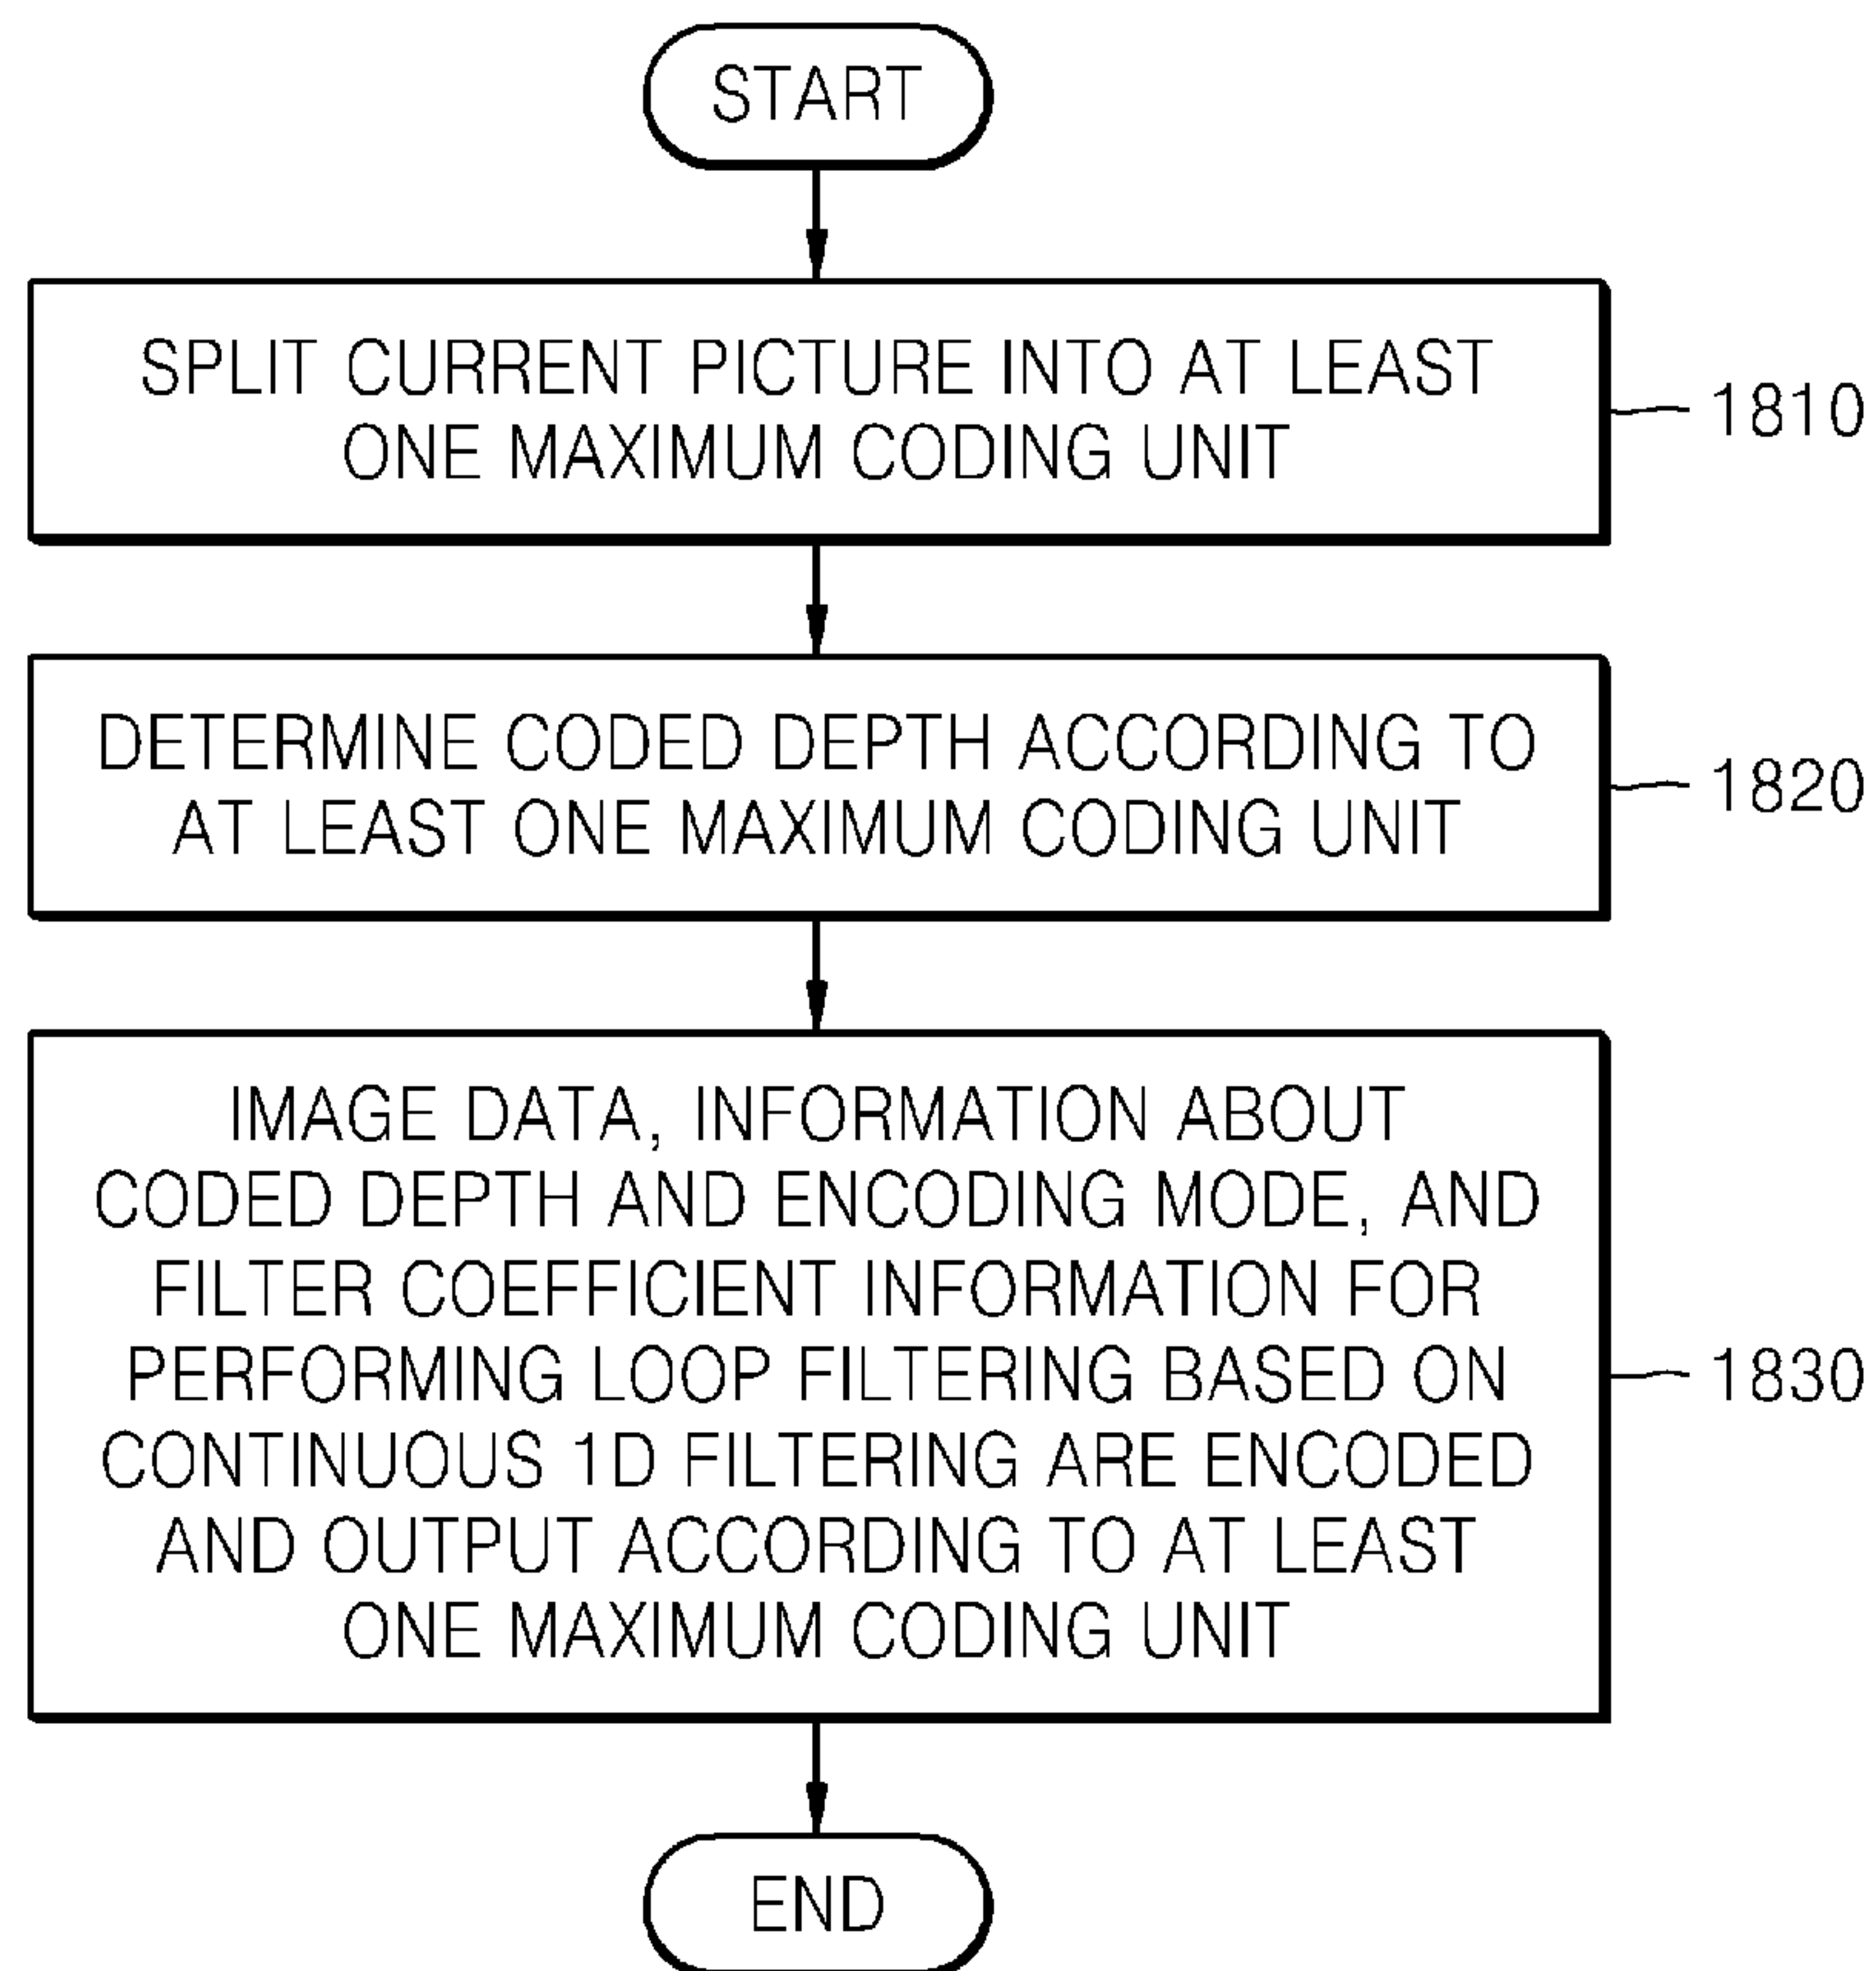 START
SPLIT CURRENT PICTURE INTO AT LEAST
ONE MAXIMUM CODING UNIT
1810
DETERMINE CODED DEPTH ACCORDING TO
AT LEAST ONE MAXIMUM CODING UNIT
1820
IMAGE DATA, INFORMATION ABOUT
CODED DEPTH AND ENCODING MODE, AND
FILTER COEFFICIENT INFORMATION FOR
PERFORMING LOOP FILTERING BASED ON
CONTINUOUS 1D FILTERING ARE ENCODED
AND OUTPUT ACCORDING TO AT LEAST
ONE MAXIMUM CODING UNIT
1830
END